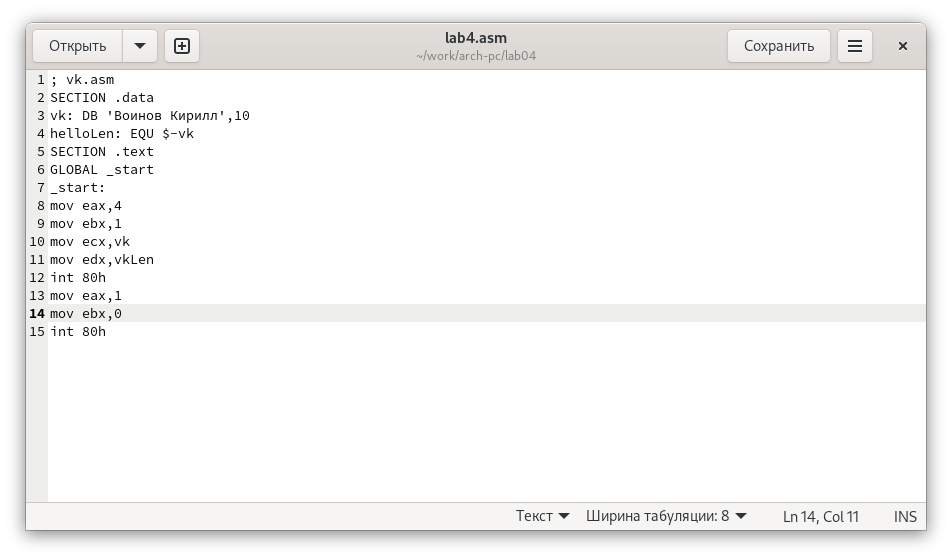 Открыть
lab4.asm
~/work/arch-pc/lab04
Сохранить
1 ; vk.asm
2 SECTION .data
3 vk: DB 'Воинов Кирилл',10
4 helloLen: EQU $-vk
5 SECTION .text
6 GLOBAL _start
7 _start:
8 mov eax,4
9 mov ebx,1
10 mov ecx,vk
11 mov edx,vkLen
12 int 80h
13 mov eax,1
14 mov ebx,0
15 int 80h
Текст Ширина табуляции: 8 Ln 14, Col 11 INS